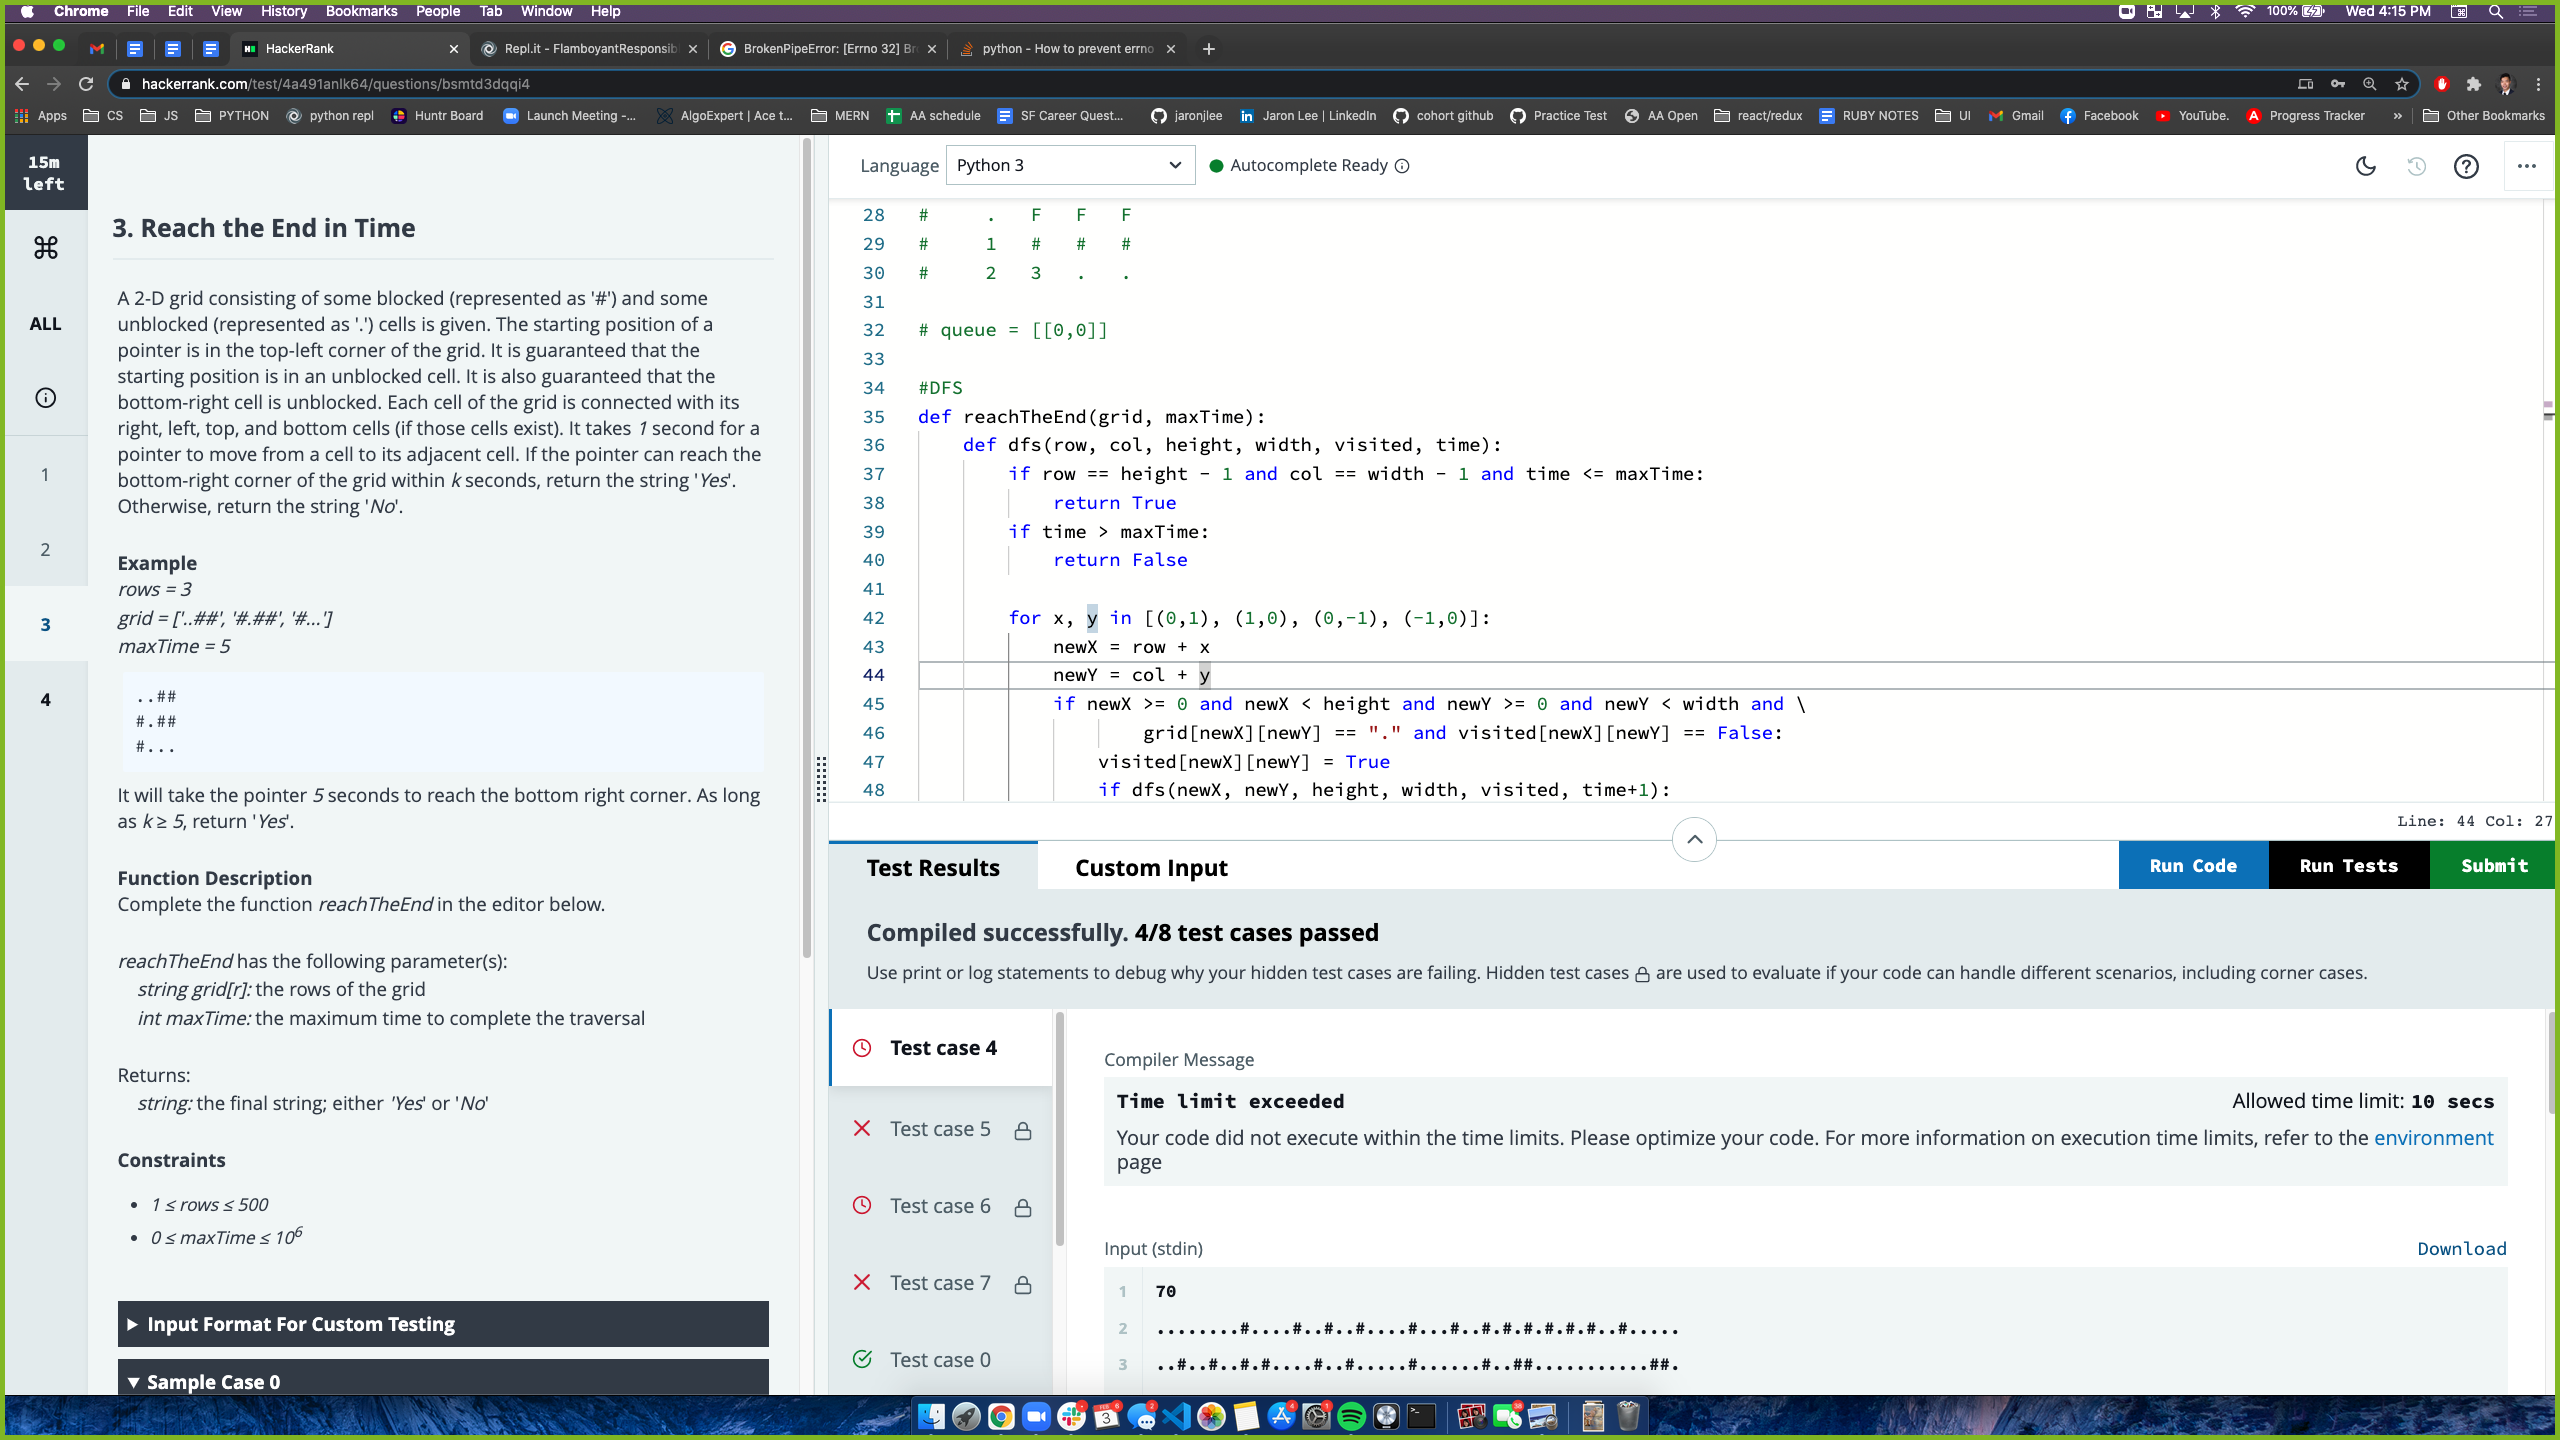 Chrome File Edit View History Bookmarks People Tab Window Help
100% Wed 4:15 PM
HackerRank
Repl.it - FlamboyantResponsib
BrokenPipeError: [Errno 32] Br
python - How to prevent errno
hackerrank.com/test/4a491anlk64/questions/bsmtd3dqqi4
Apps CS JS PYTHON python repl Huntr Board Launch Meeting -... AlgoExpert | Ace t... MERN AA schedule SF Career Quest... jaronjlee Jaron Lee | LinkedIn cohort github Practice Test AA Open react/redux RUBY NOTES UI Gmail Facebook YouTube. Progress Tracker » Other Bookmarks
15m
left
ALL
1
2
3
4
3. Reach the End in Time
A 2-D grid consisting of some blocked (represented as '#') and some
unblocked (represented as '.') cells is given. The starting position of a
pointer is in the top-left corner of the grid. It is guaranteed that the
starting position is in an unblocked cell. It is also guaranteed that the
bottom-right cell is unblocked. Each cell of the grid is connected with its
right, left, top, and bottom cells (if those cells exist). It takes 1 second for a
pointer to move from a cell to its adjacent cell. If the pointer can reach the
bottom-right corner of the grid within k seconds, return the string 'Yes'.
Otherwise, return the string 'No'.
Example
rows = 3
grid = ['..##', '#.##', '#...']
maxTime = 5
..##
#.##
#...
It will take the pointer 5 seconds to reach the bottom right corner. As long
as k ≥ 5, return 'Yes'.
Function Description
Complete the function reachTheEnd in the editor below.
reachTheEnd has the following parameter(s):
string grid[r]: the rows of the grid
int maxTime: the maximum time to complete the traversal
Returns:
string: the final string; either 'Yes' or 'No'
Constraints
• 1 ≤ rows ≤ 500
• 0 ≤ maxTime ≤ 10^6
Input Format For Custom Testing
Sample Case 0
Language Python 3 Autocomplete Ready
28 # . F F F
29 # 1 # # #
30 # 2 3 . .
31
32 # queue = [[0,0]]
33
34 #DFS
35 def reachTheEnd(grid, maxTime):
36 def dfs(row, col, height, width, visited, time):
37 if row == height - 1 and col == width - 1 and time <= maxTime:
38 return True
39 if time > maxTime:
40 return False
41
42 for x, y in [(0,1), (1,0), (0,-1), (-1,0)]:
43 newX = row + x
44 newY = col + y
45 if newX >= 0 and newX < height and newY >= 0 and newY < width and \
46 grid[newX][newY] == "." and visited[newX][newY] == False:
47 visited[newX][newY] = True
48 if dfs(newX, newY, height, width, visited, time+1):
Line: 44 Col: 27
Test Results
Custom Input
Run Code
Run Tests
Submit
Compiled successfully. 4/8 test cases passed
Use print or log statements to debug why your hidden test cases are failing. Hidden test cases are used to evaluate if your code can handle different scenarios, including corner cases.
Test case 4
Test case 5
Test case 6
Test case 7
Test case 0
Compiler Message
Time limit exceeded
Allowed time limit: 10 secs
Your code did not execute within the time limits. Please optimize your code. For more information on execution time limits, refer to the environment
page
Input (stdin)
Download
1 70
2 ........#....#..#..#....#...#..#.#.#.#.#.#..#.....
3 ..#..#..#.#....#..#.....#......#..##...........##.